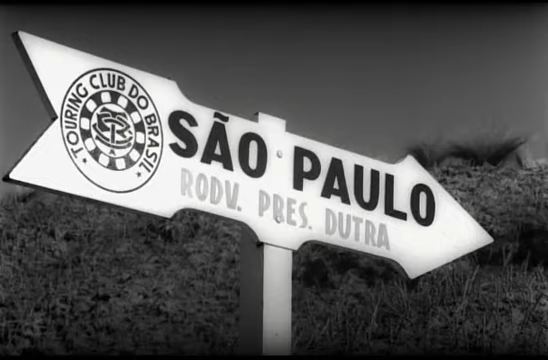 TOURING CLUB DO BRASIL
SÃO PAULO
RODV. PRES. DUTRA